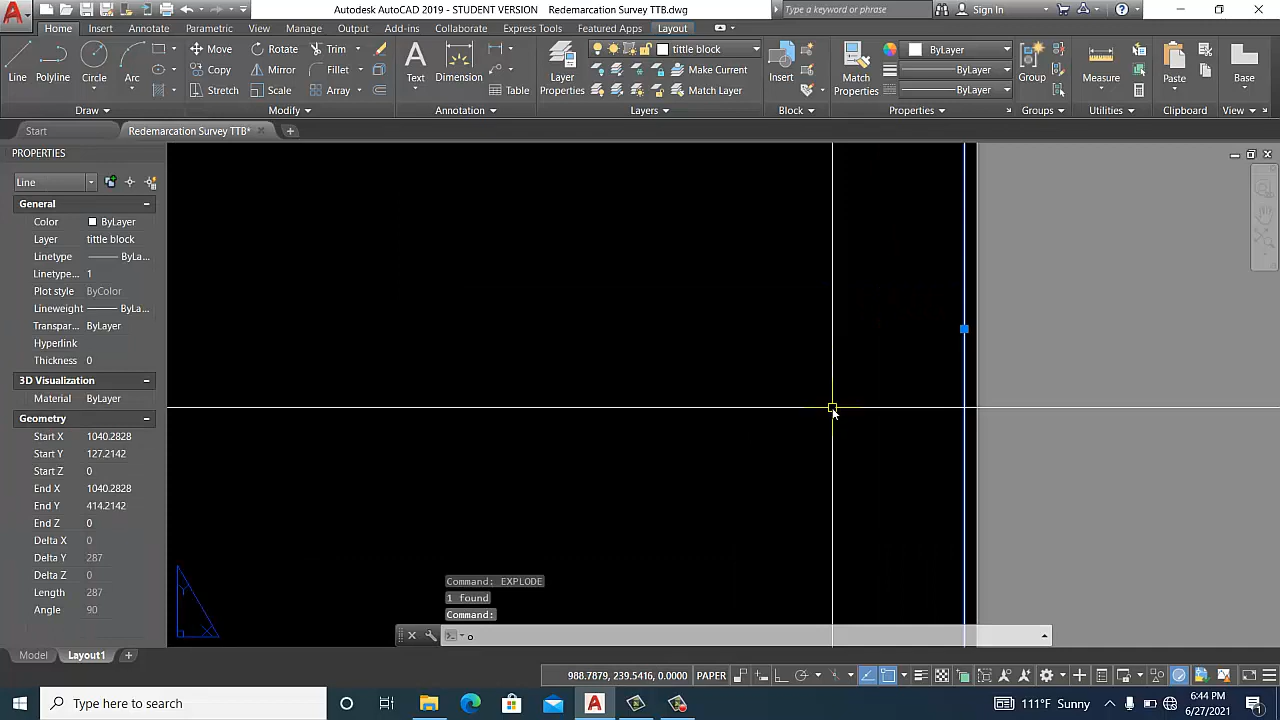 Autodesk AutoCAD 2019 - STUDENT VERSION Redemarcation Survey TTB.dwg
Type a keyword or phrase
Sign In
Home Insert Annotate Parametric View Manage Output Add-ins Collaborate Express Tools Featured Apps Layout
Line Polyline Circle Arc
Move Rotate Trim
Copy Mirror Fillet
Stretch Scale Array
Text Dimension Table
Layer Properties
tittle block
Make Current
Match Layer
Insert
Match Properties
ByLayer
ByLayer
ByLayer
Group Measure Paste Base
Draw Modify Annotation Layers Block Properties Groups Utilities Clipboard View
Start Redemarcation Survey TTB*
PROPERTIES
Line
General
Color ByLayer
Layer tittle block
Linetype ByLa...
Linetype... 1
Plot style ByColor
Lineweight ByLa...
Transpar... ByLayer
Hyperlink
Thickness 0
3D Visualization
Material ByLayer
Geometry
Start X 1040.2828
Start Y 127.2142
Start Z 0
End X 1040.2828
End Y 414.2142
End Z 0
Delta X 0
Delta Y 287
Delta Z 0
Length 287
Angle 90
Y
X
Command: EXPLODE
1 found
Command:
o
Model Layout1
988.7879, 239.5416, 0.0000 PAPER
Type here to search
111°F Sunny
6:44 PM
6/27/2021
1